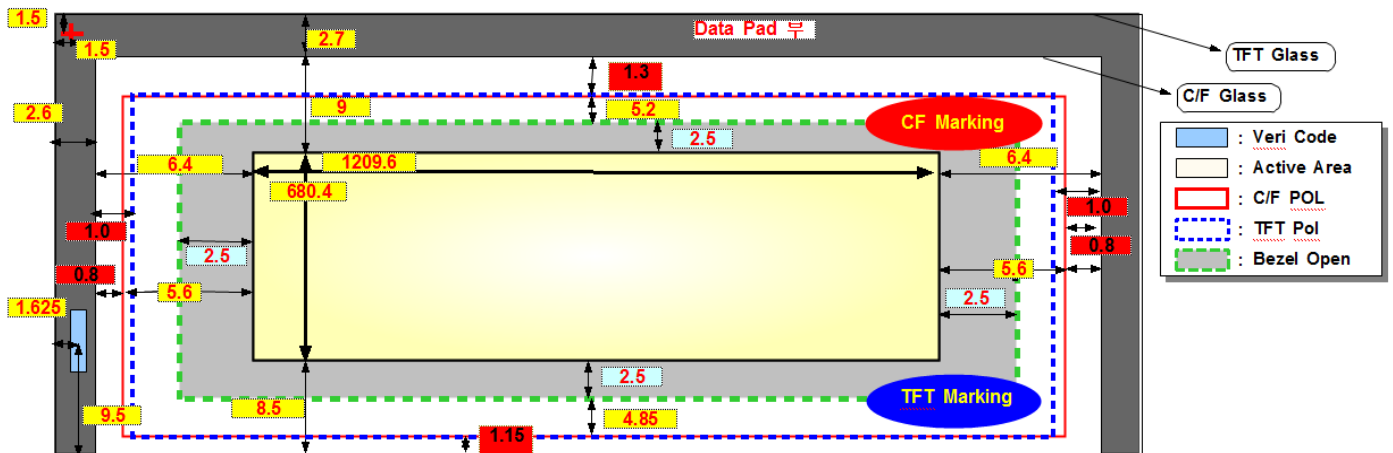 1.5
Data Pad 부
2.7
1.5
TFT Glass
1.3
C/F Glass
2.6
9
5.2
CF Marking
2.5
: Veri Code
6.4
1209.6
6.4
: Active Area
680.4
: C/F POL
1.0
1.0
: TFT Pol
2.5
0.8
: Bezel Open
0.8
5.6
5.6
2.5
1.625
2.5
TFT Marking
9.5
8.5
4.85
1.15